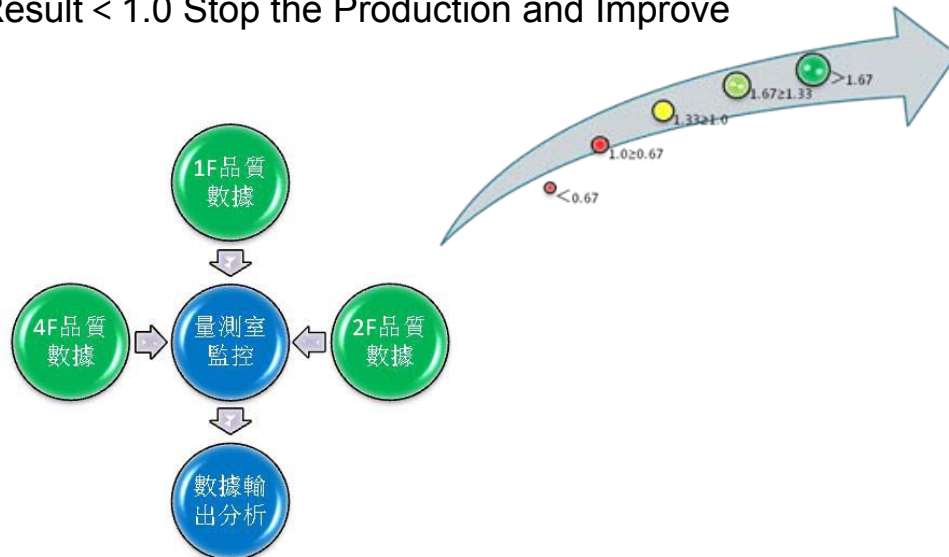 Result < 1.0 Stop the Production and Improve
>1.67
1.67≥1.33
1.33≥1.0
1.0≥0.67
<0.67
1F品質
數據
4F品質
數據
量測室
監控
2F品質
數據
數據輸
出分析